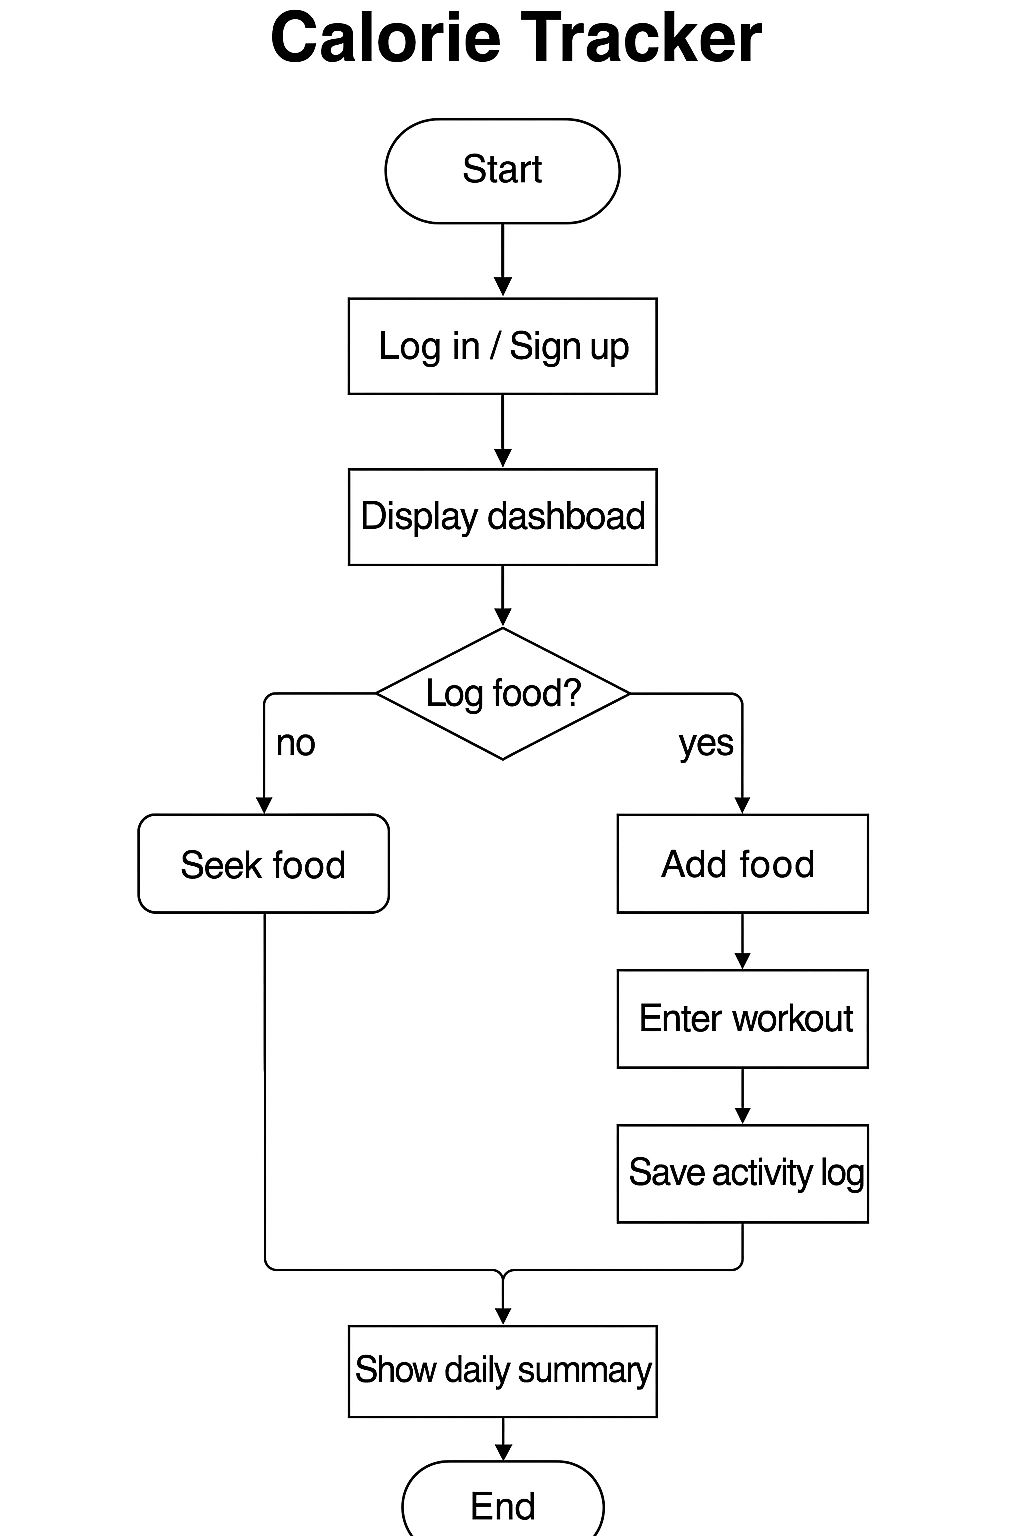 Calorie Tracker
Start
Log in / Sign up
Display dashboad
Log food?
no
yes
Seek food
Add food
Enter workout
Save activity log
Show daily summary
End